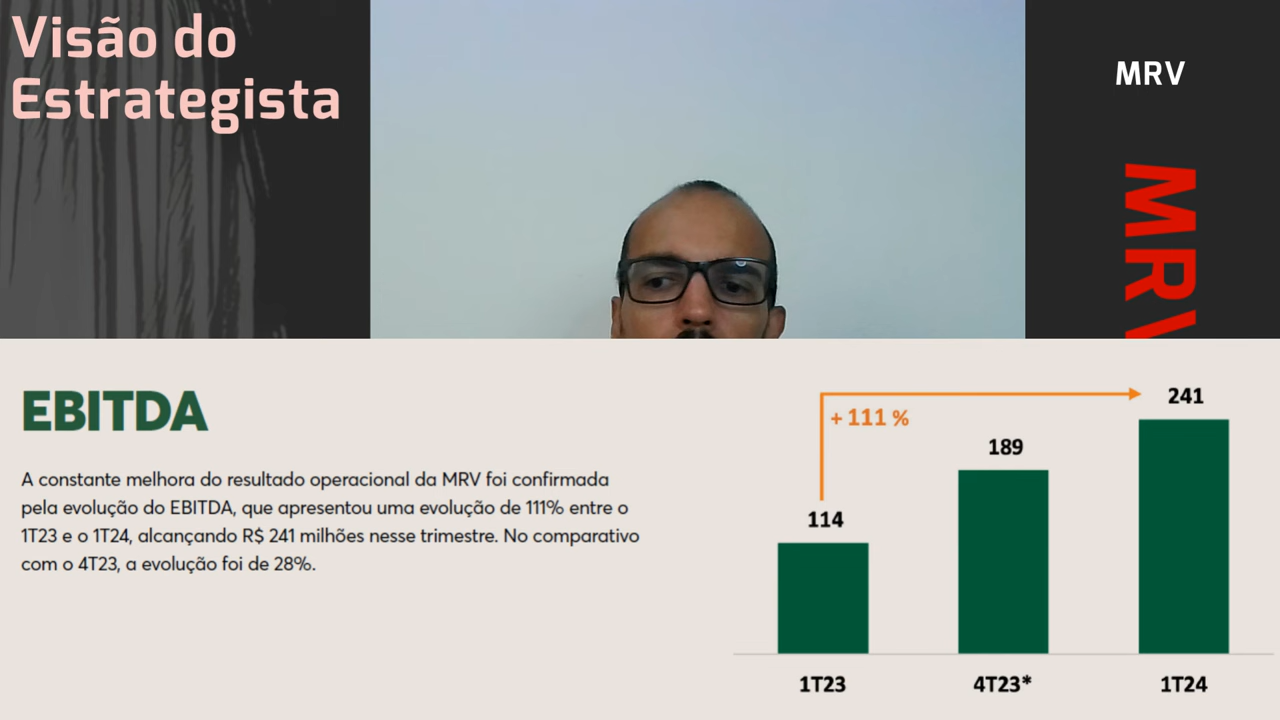 Visão do
Estrategista
MRV
MRV
EBITDA
A constante melhora do resultado operacional da MRV foi confirmada
pela evolução do EBITDA, que apresentou uma evolução de 111% entre o
1T23 e o 1T24, alcançando R$ 241 milhões nesse trimestre. No comparativo
com o 4T23, a evolução foi de 28%.
241
+ 111 %
189
114
1T23
4T23*
1T24